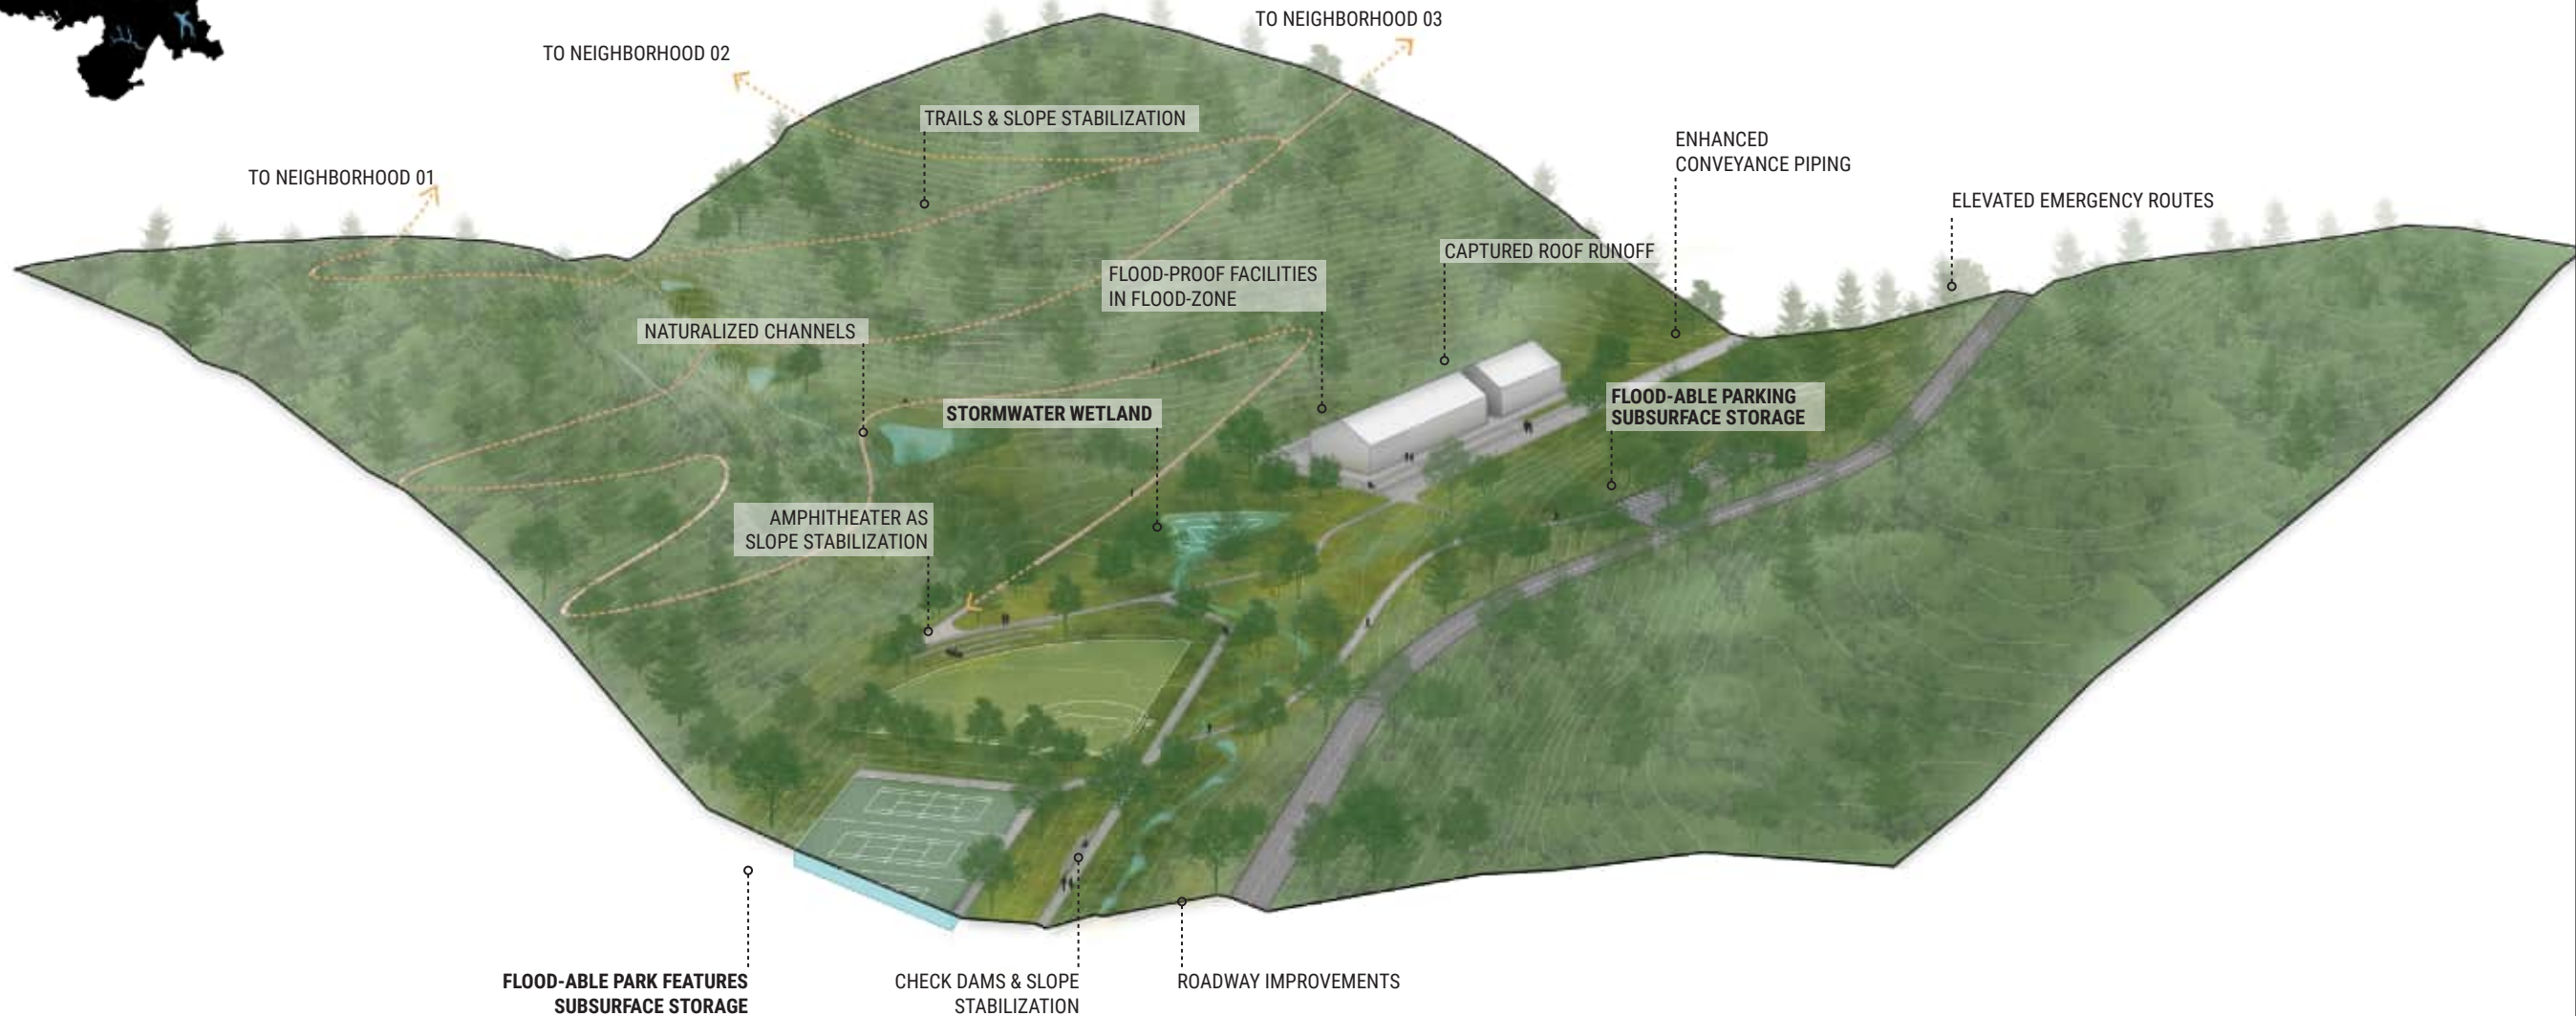 TO NEIGHBORHOOD 03
TO NEIGHBORHOOD 02
TRAILS & SLOPE STABILIZATION
ENHANCED
CONVEYANCE PIPING
TO NEIGHBORHOOD 01
ELEVATED EMERGENCY ROUTES
CAPTURED ROOF RUNOFF
FLOOD-PROOF FACILITIES
IN FLOOD-ZONE
NATURALIZED CHANNELS
STORMWATER WETLAND
FLOOD-ABLE PARKING
SUBSURFACE STORAGE
AMPHITHEATER AS
SLOPE STABILIZATION
FLOOD-ABLE PARK FEATURES
SUBSURFACE STORAGE
CHECK DAMS & SLOPE
STABILIZATION
ROADWAY IMPROVEMENTS